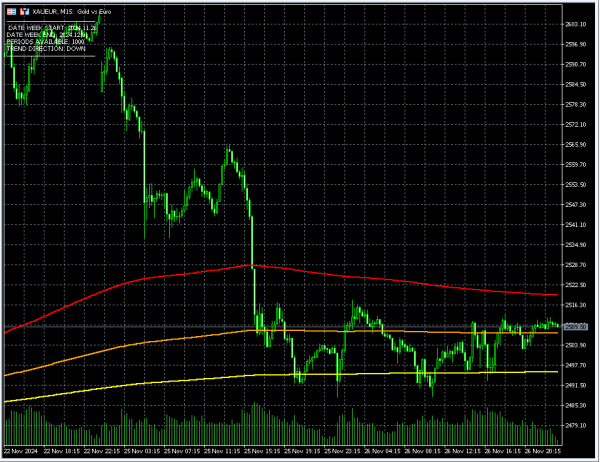 XAUEUR, M15: Gold vs Euro
DATE WEEK START: 2024.11.2
DATE WEEK END: 2024.12.
PERIODS AVAILABLE: 1000
TREND DIRECTION: DOWN
2603.10
2596.90
2590.70
2584.50
2578.30
2572.10
2565.90
2559.70
2553.50
2547.30
2541.10
2534.90
2528.70
2522.50
2516.30
2509.50
2503.90
2497.70
2491.50
2485.30
2479.10
22 Nov 2024
22 Nov 18:15
22 Nov 22:15
25 Nov 03:15
25 Nov 07:15
25 Nov 11:15
25 Nov 15:15
25 Nov 19:15
25 Nov 23:15
26 Nov 04:15
26 Nov 08:15
26 Nov 12:15
26 Nov 16:15
26 Nov 20:15